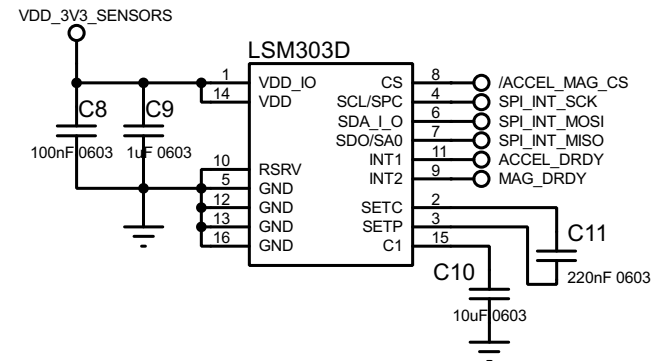 VDD_3V3_SENSORS
LSM303D
1 VDD_IO CS 8 /ACCEL_MAG_CS
14 VDD SCL/SPC 4 SPI_INT_SCK
C8 C9 SDA_I_O 6 SPI_INT_MOSI
100nF 0603 1uF 0603 SDO/SA0 7 SPI_INT_MISO
10 RSRV INT1 11 ACCEL_DRDY
5 GND INT2 9 MAG_DRDY
12 GND SETC 2
13 GND SETP 3 C11
16 GND C1 15
C10 220nF 0603
10uF 0603